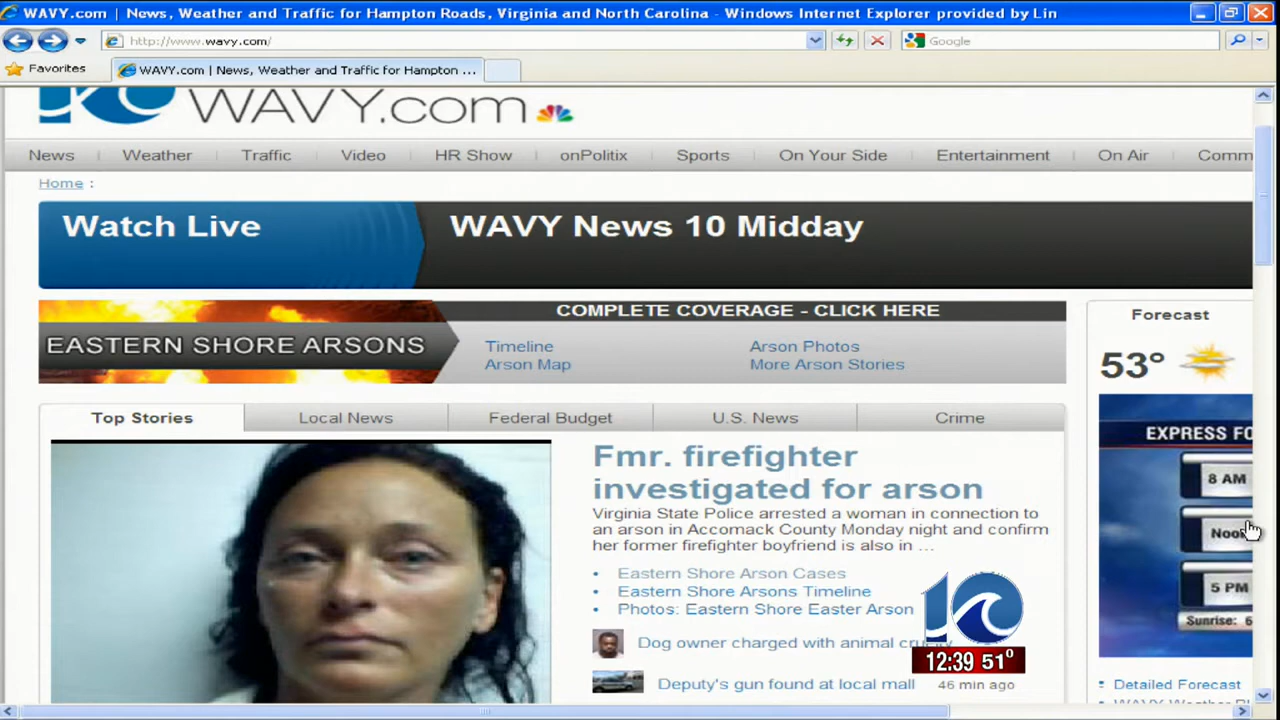 WAVY.com | News, Weather and Traffic for Hampton Roads, Virginia and North Carolina - Windows Internet Explorer provided by Lin
http://www.wavy.com/
Google
Favorites
WAVY.com | News, Weather and Traffic for Hampton ...
WAVY.com
News
Weather
Traffic
Video
HR Show
onPolitix
Sports
On Your Side
Entertainment
On Air
Comm
Home :
Watch Live
WAVY News 10 Midday
EASTERN SHORE ARSONS
COMPLETE COVERAGE - CLICK HERE
Timeline
Arson Photos
Arson Map
More Arson Stories
Forecast
53°
Top Stories
Local News
Federal Budget
U.S. News
Crime
EXPRESS FO
8 AM
Noon
5 PM
Sunrise: 6
Fmr. firefighter
investigated for arson
Virginia State Police arrested a woman in connection to
an arson in Accomack County Monday night and confirm
her former firefighter boyfriend is also in ...
• Eastern Shore Arson Cases
• Eastern Shore Arsons Timeline
• Photos: Eastern Shore Easter Arson
Dog owner charged with animal cruelty
Deputy's gun found at local mall
46 min ago
10
12:39 51°
Detailed Forecast